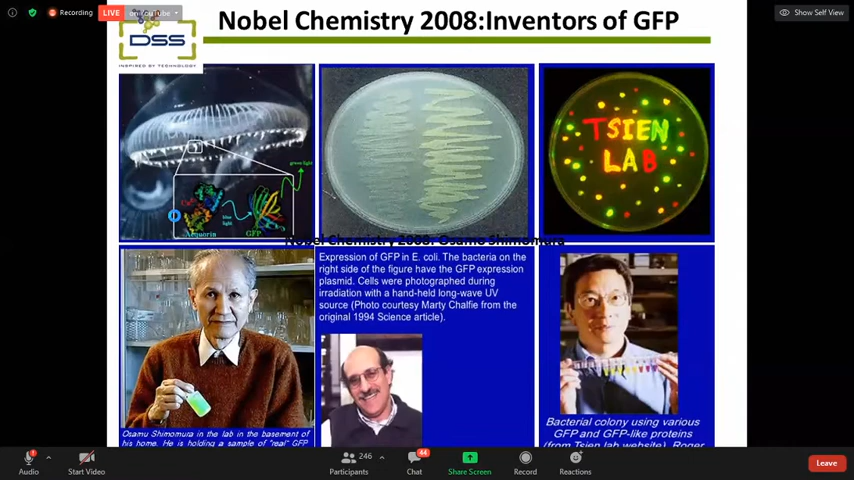 Recording
LIVE
on YouTube
Show Self View
Nobel Chemistry 2008:Inventors of GFP
DSS
INSPIRED BY TECHNOLOGY
green light
blue light
Aequorin
GFP
TSIEN
LAB
Nobel Chemistry 2008: Osamu Shimomura
Expression of GFP in E. coli. The bacteria on the
right side of the figure have the GFP expression
plasmid. Cells were photographed during
irradiation with a hand-held long-wave UV
source (Photo courtesy Marty Chalfie from the
original 1994 Science article).
Osamu Shimomura in the lab in the basement of
his home. He is holding a sample of "real" GFP
Bacterial colony using various
GFP and GFP-like proteins
(from Tsien lab website). Roger
Audio
Start Video
246
Participants
44
Chat
Share Screen
Record
Reactions
Leave